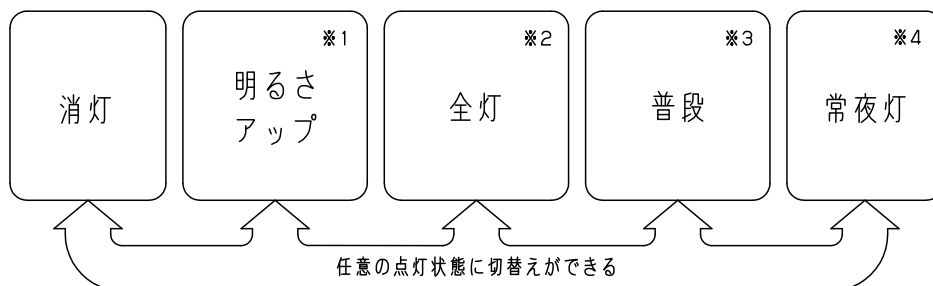 ※1
※2
※3
※4
消灯
明るさ
アップ
全灯
普段
常夜灯
任意の点灯状態に切替えができる